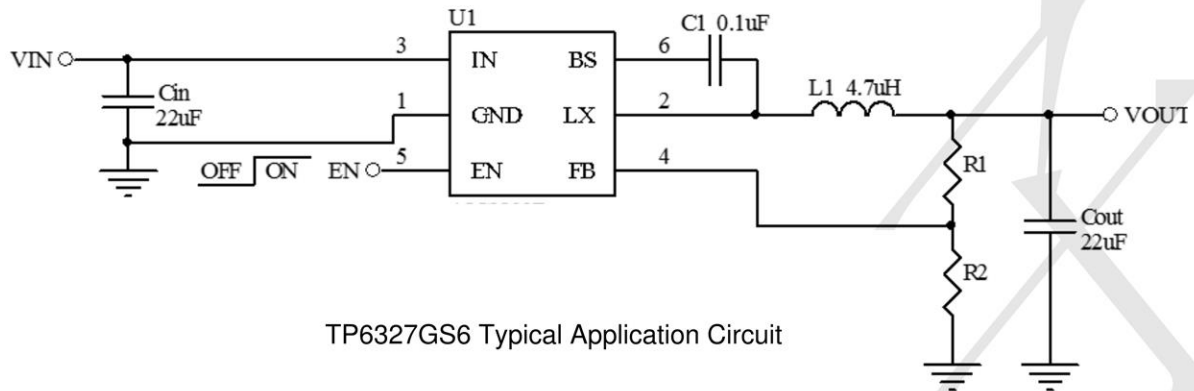 U1
C1 0.1uF
VIN
3
IN
BS
6
L1 4.7uH
Cin
22uF
1
GND
LX
2
VOUT
OFF
ON
EN
5
EN
FB
4
R1
Cout
22uF
R2
TP6327GS6 Typical Application Circuit